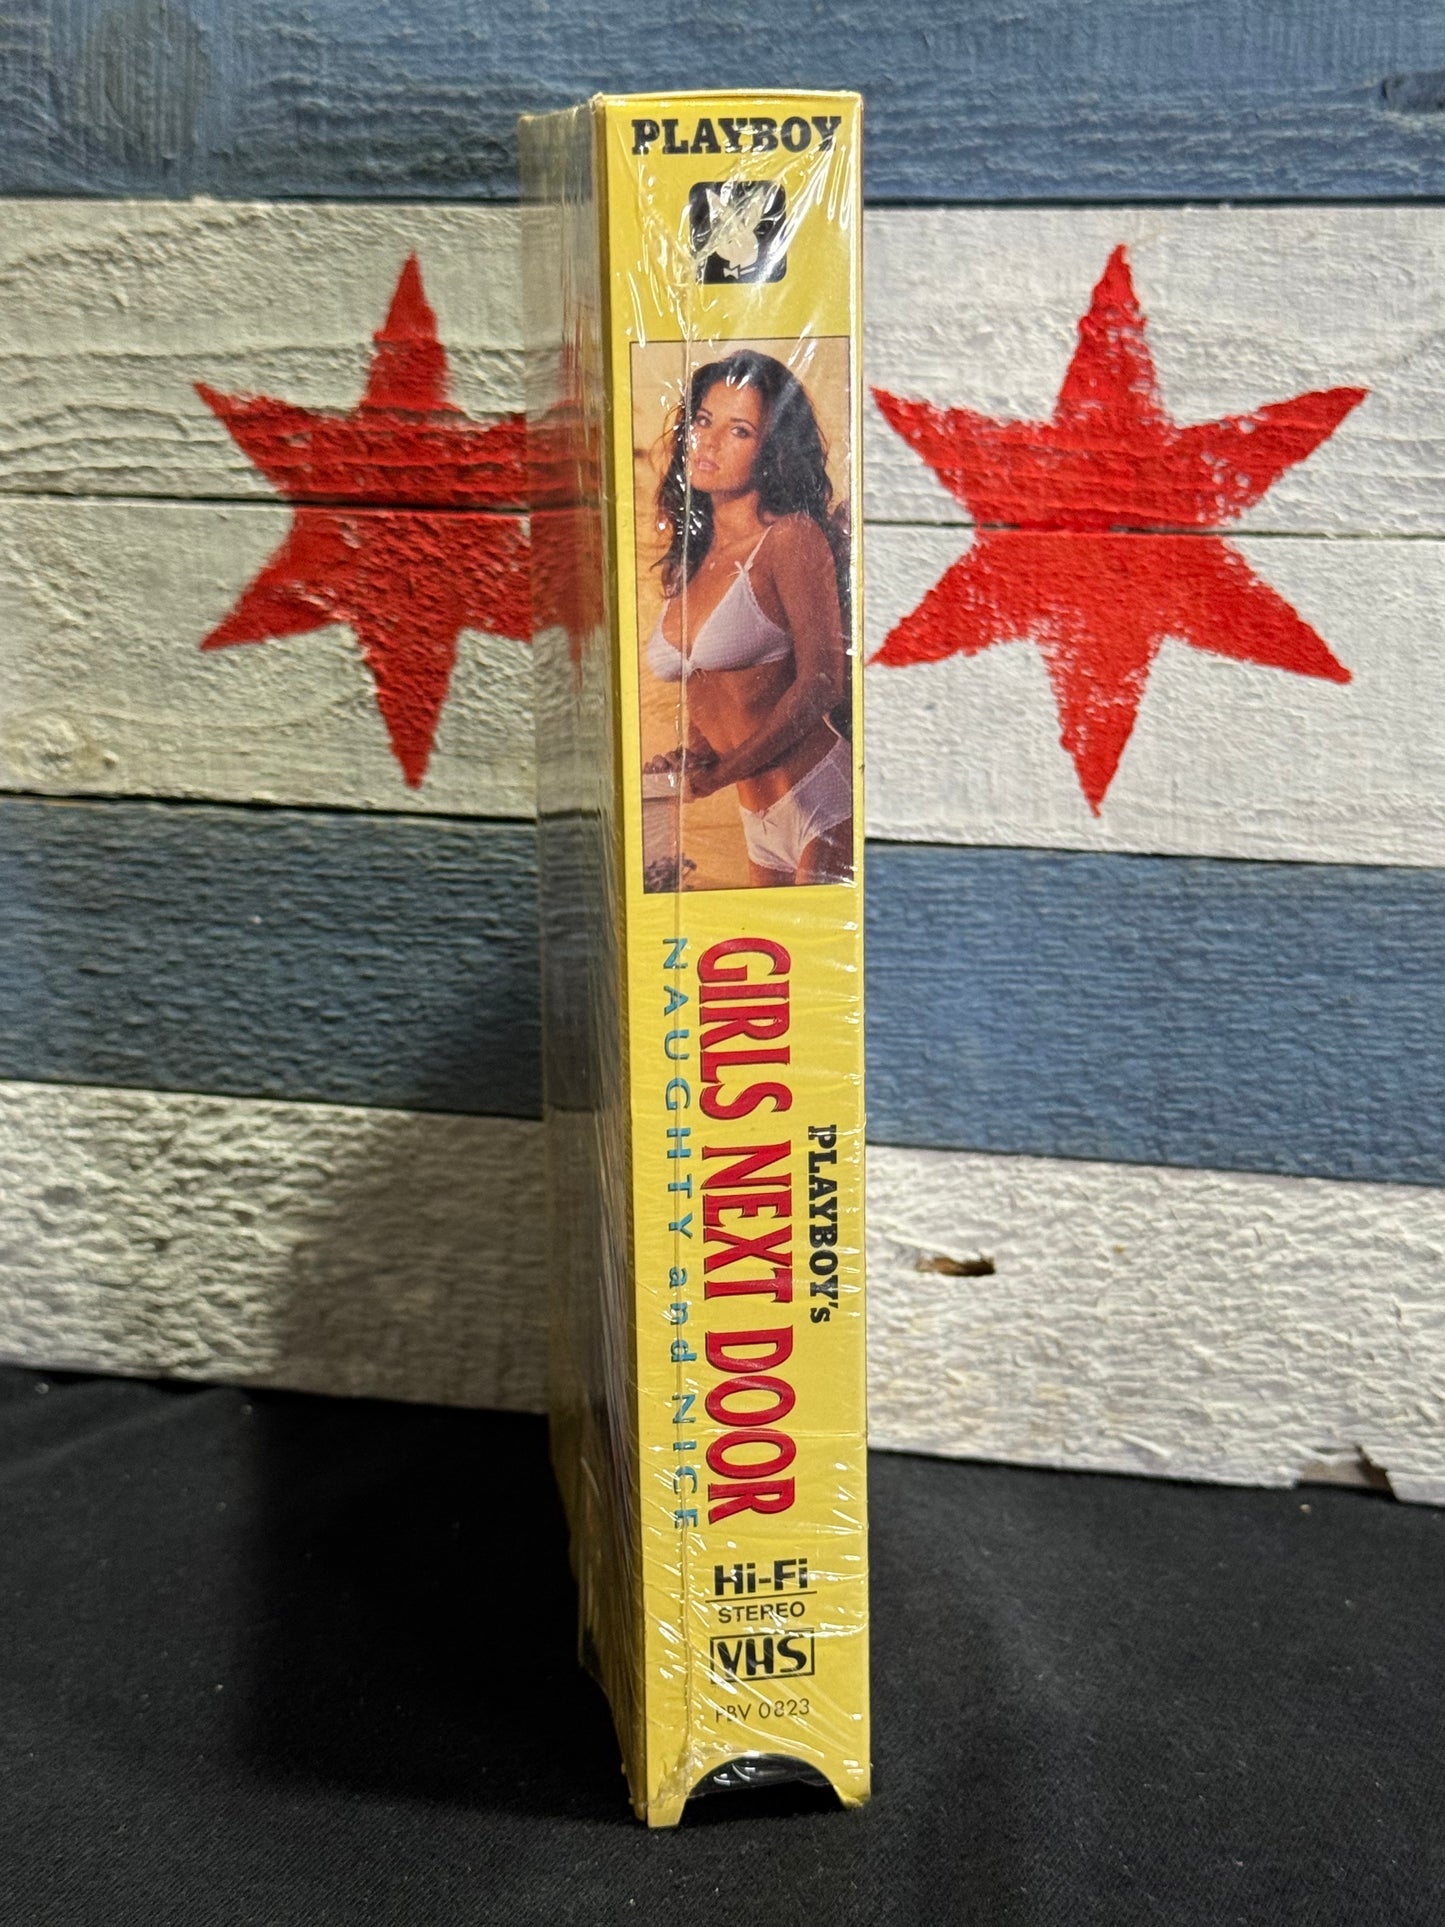 PLAYBOY
PLAYBOY's
GIRLS NEXT DOOR
NAUGHTY and NICE
Hi-Fi
STEREO
VHS
PBV 0823